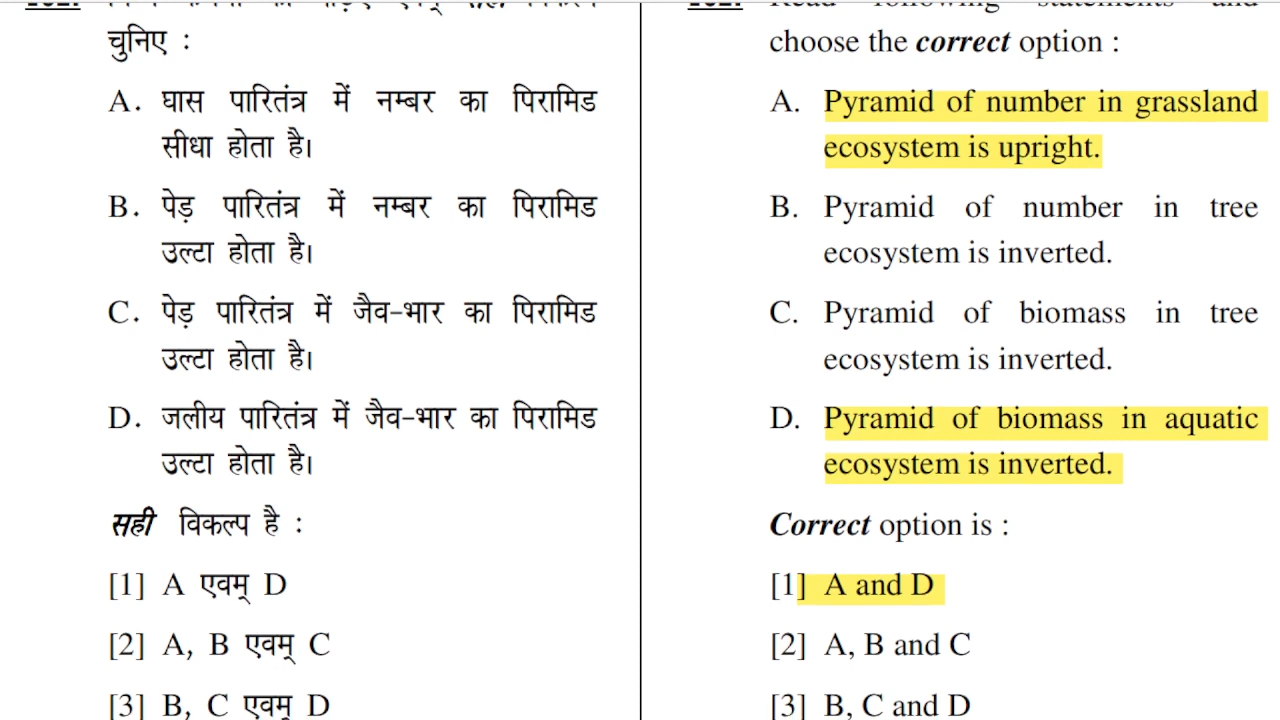 चुनिए :
A. घास पारितंत्र में नम्बर का पिरामिड
सीधा होता है।
B. पेड़ पारितंत्र में नम्बर का पिरामिड
उल्टा होता है।
C. पेड़ पारितंत्र में जैव-भार का पिरामिड
उल्टा होता है।
D. जलीय पारितंत्र में जैव-भार का पिरामिड
उल्टा होता है।
सही विकल्प है :
[1] A एवम् D
[2] A, B एवम् C
[3] B, C एवम् D
choose the correct option :
A. Pyramid of number in grassland
ecosystem is upright.
B. Pyramid of number in tree
ecosystem is inverted.
C. Pyramid of biomass in tree
ecosystem is inverted.
D. Pyramid of biomass in aquatic
ecosystem is inverted.
Correct option is :
[1] A and D
[2] A, B and C
[3] B, C and D